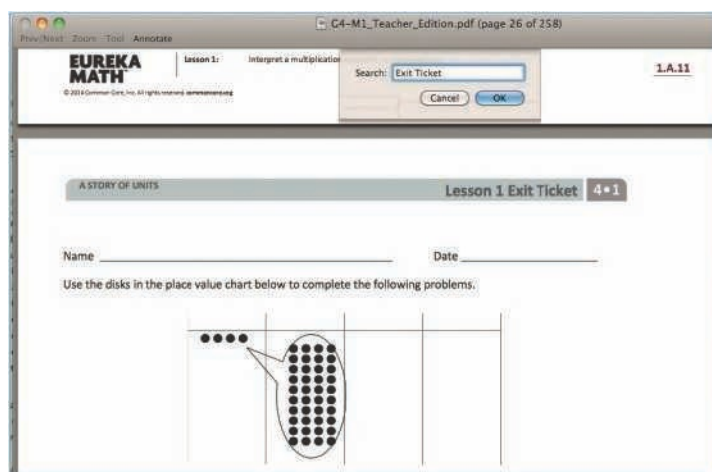 G4-M1_Teacher_Edition.pdf (page 26 of 258)
Prev/Next Zoom Tool Annotate
EUREKA
MATH™
Lesson 1: Interpret a multiplication
Search: Exit Ticket
Cancel OK
1.A.11
A STORY OF UNITS
Lesson 1 Exit Ticket 4•1
Name Date
Use the disks in the place value chart below to complete the following problems.